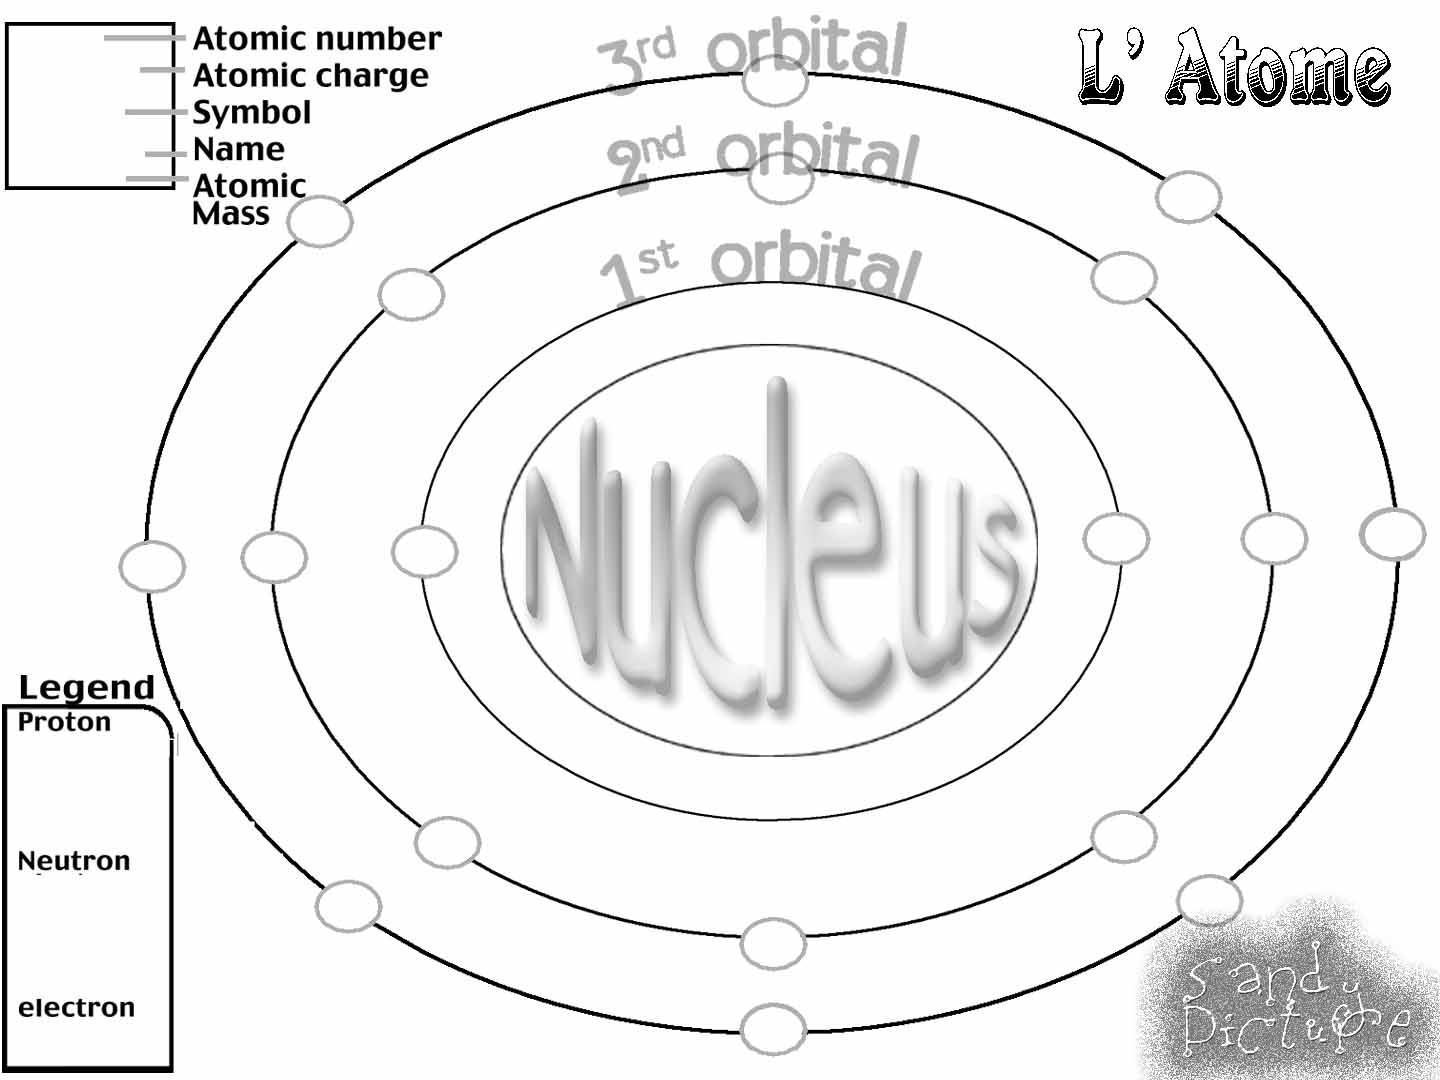 Atomic number
Atomic charge
Symbol
Name
Atomic
Mass
3rd orbital
2nd orbital
1st orbital
L' Atome
Nucleus
Legend
Proton
Neutron
electron
Sandy
Picture